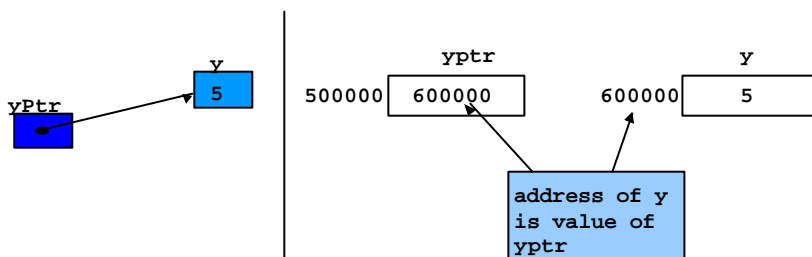 y
5
yPtr
yptr y
500000 600000 600000 5
address of y
is value of
yptr